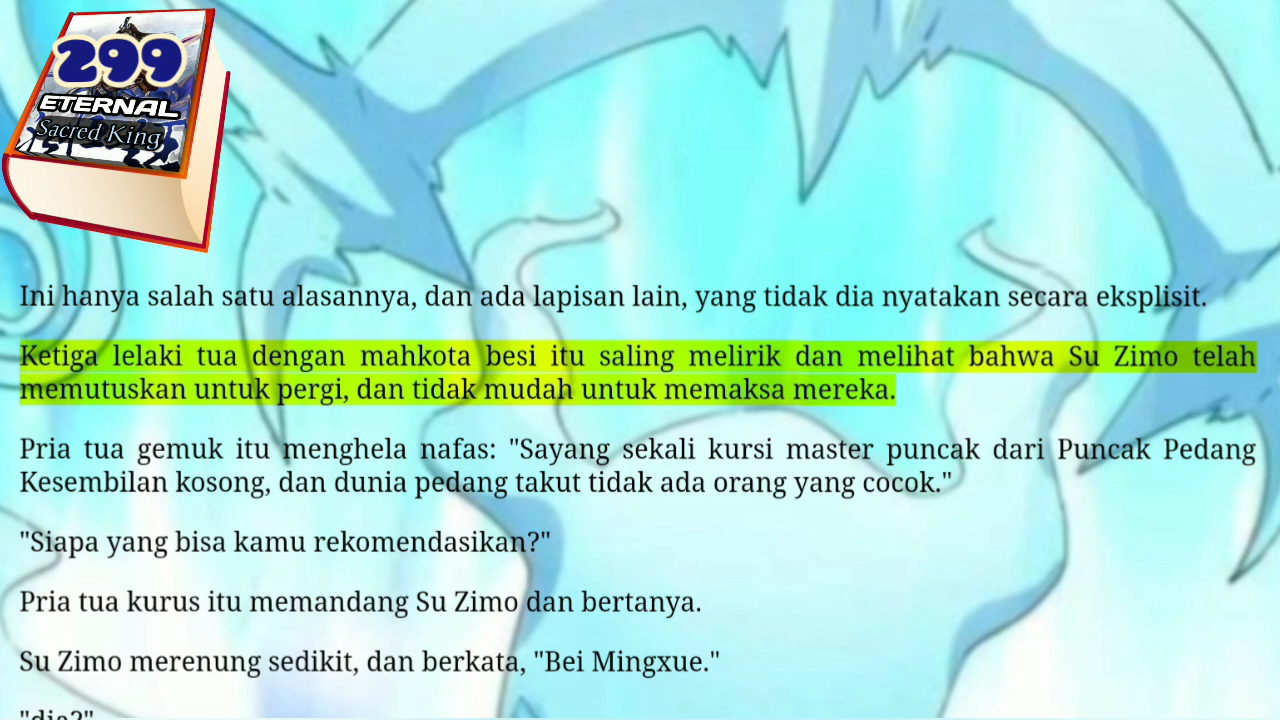 299
ETERNAL
Sacred King
Ini hanya salah satu alasannya, dan ada lapisan lain, yang tidak dia nyatakan secara eksplisit.
Ketiga lelaki tua dengan mahkota besi itu saling melirik dan melihat bahwa Su Zimo telah
memutuskan untuk pergi, dan tidak mudah untuk memaksa mereka.
Pria tua gemuk itu menghela nafas: "Sayang sekali kursi master puncak dari Puncak Pedang
Kesembilan kosong, dan dunia pedang takut tidak ada orang yang cocok."
"Siapa yang bisa kamu rekomendasikan?"
Pria tua kurus itu memandang Su Zimo dan bertanya.
Su Zimo merenung sedikit, dan berkata, "Bei Mingxue."
"dia?"